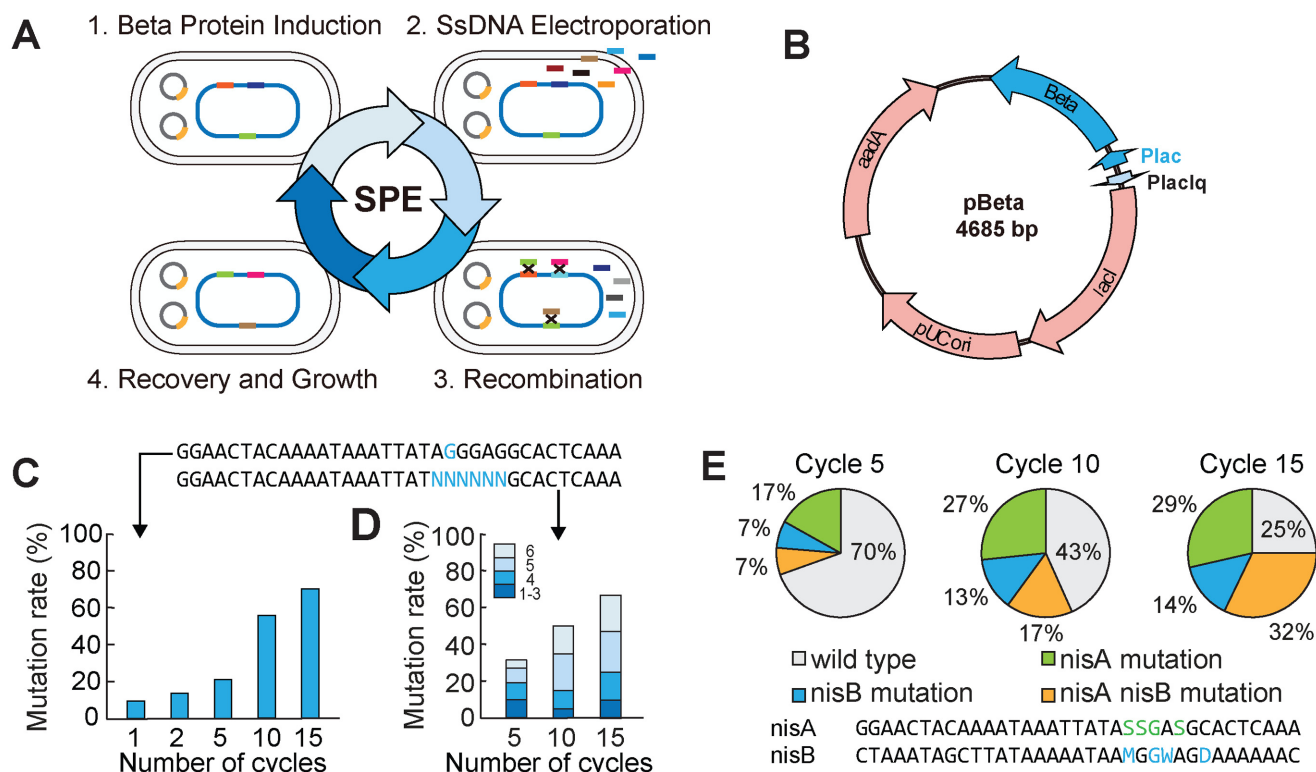 A
1. Beta Protein Induction
2. SsDNA Electroporation
SPE
4. Recovery and Growth
3. Recombination
B
Beta
Plac
PlacIq
lacI
pUCori
aadA
pBeta
4685 bp
C
GGAACTACAAAATAAATTATAGGGAGGCACTCAAA
GGAACTACAAAATAAATTATNNNNNNGCACTCAAA
Mutation rate (%)
100
80
60
40
20
0
1 2 5 10 15
Number of cycles
D
Mutation rate (%)
100
80
60
40
20
0
6
5
4
1-3
5 10 15
Number of cycles
E
Cycle 5
17%
7%
7%
70%
Cycle 10
27%
43%
13%
17%
Cycle 15
29%
25%
14%
32%
wild type
nisA mutation
nisB mutation
nisA nisB mutation
nisA GGAACTACAAAATAAATTATASSGASGCACTCAAA
nisB CTAAATAGCTTATAAAAATAAMGGWAGDAAAAAAC